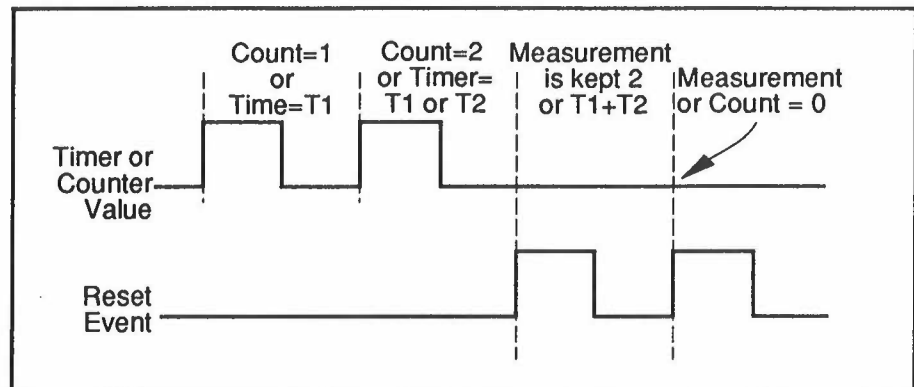 Count=1
or
Time=T1
Count=2
or Timer=
T1 or T2
Measurement
is kept 2
or T1+T2
Measurement
or Count = 0
Timer or
Counter
Value
Reset
Event